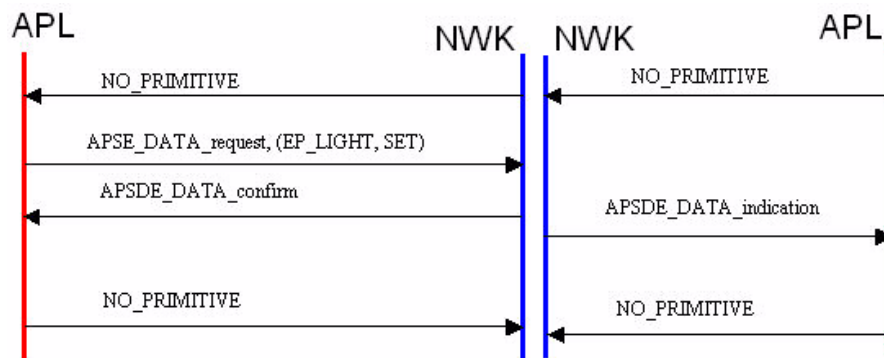 APL NWK NWK APL
NO_PRIMITIVE NO_PRIMITIVE
APSE_DATA_request, (EP_LIGHT, SET)
APSDE_DATA_confirm
APSDE_DATA_indication
NO_PRIMITIVE
NO_PRIMITIVE